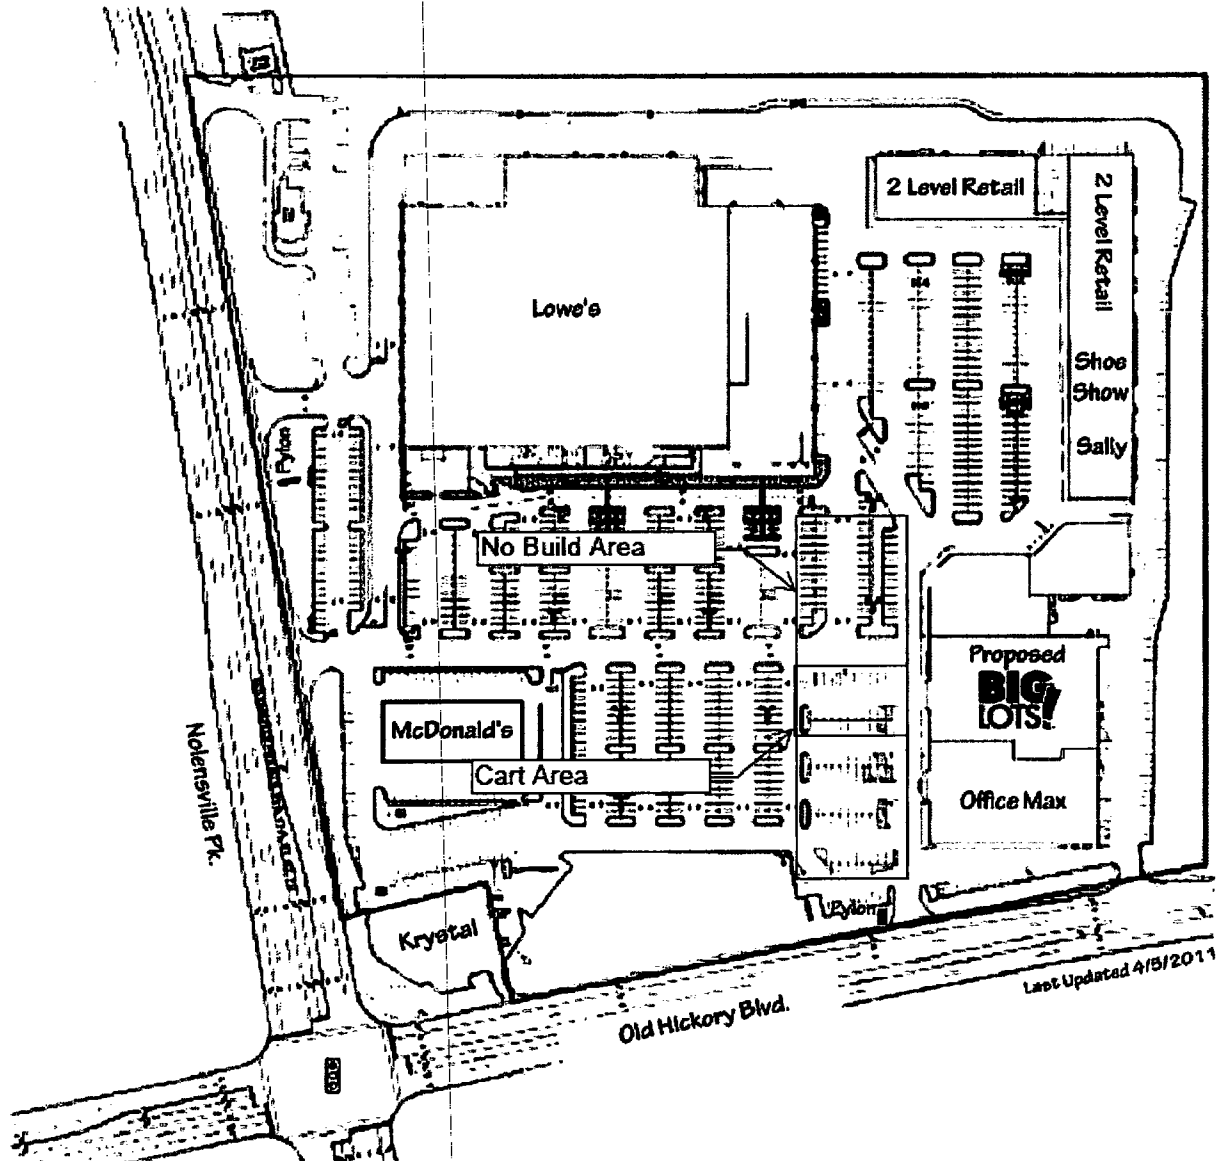 2 Level Retail
2 Level Retail
Lowe's
Shoe
Show
Sally
Pylon
No Build Area
Proposed
BIG
LOTS!
McDonald's
Cart Area
Office Max
Nolensville Pk.
Pylon
Krystal
Last Updated 4/5/2011
Old Hickory Blvd.